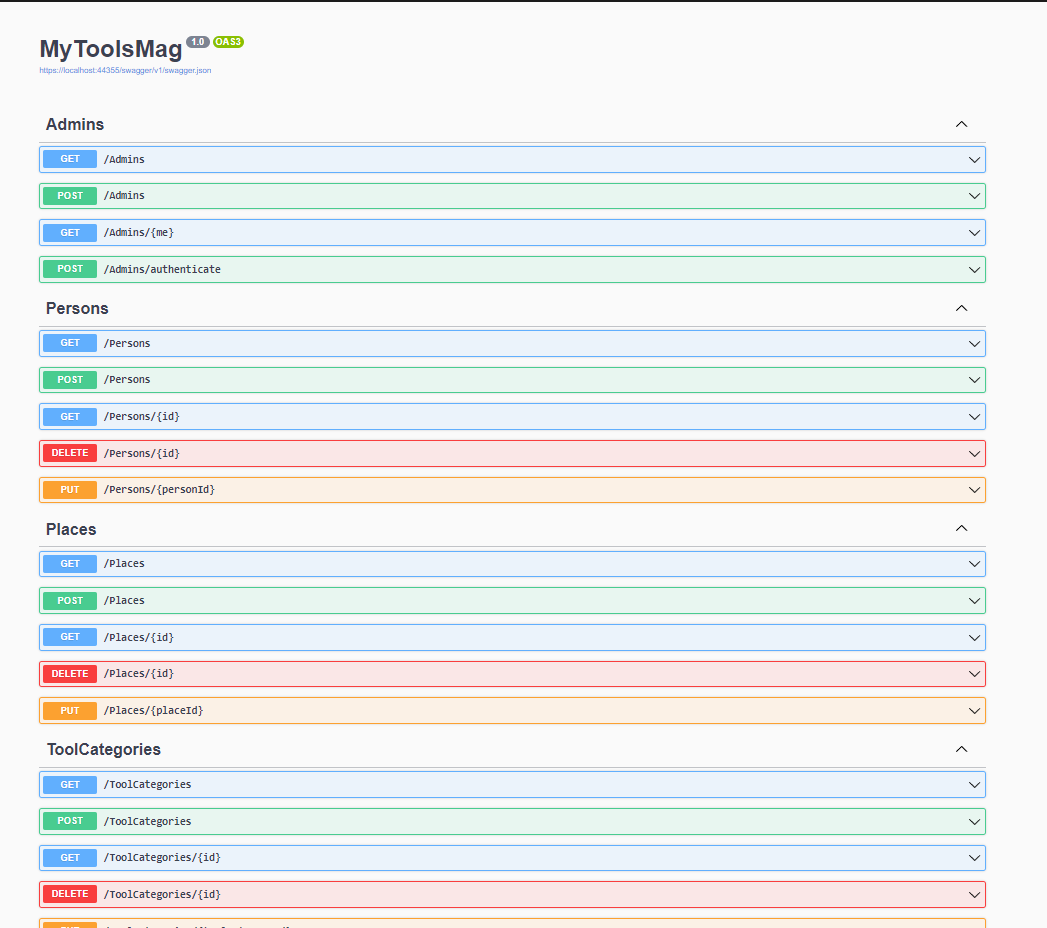 MyToolsMag 1.0 OAS3
https://localhost:44355/swagger/v1/swagger.json
Admins
GET /Admins
POST /Admins
GET /Admins/{me}
POST /Admins/authenticate
Persons
GET /Persons
POST /Persons
GET /Persons/{id}
DELETE /Persons/{id}
PUT /Persons/{personId}
Places
GET /Places
POST /Places
GET /Places/{id}
DELETE /Places/{id}
PUT /Places/{placeId}
ToolCategories
GET /ToolCategories
POST /ToolCategories
GET /ToolCategories/{id}
DELETE /ToolCategories/{id}